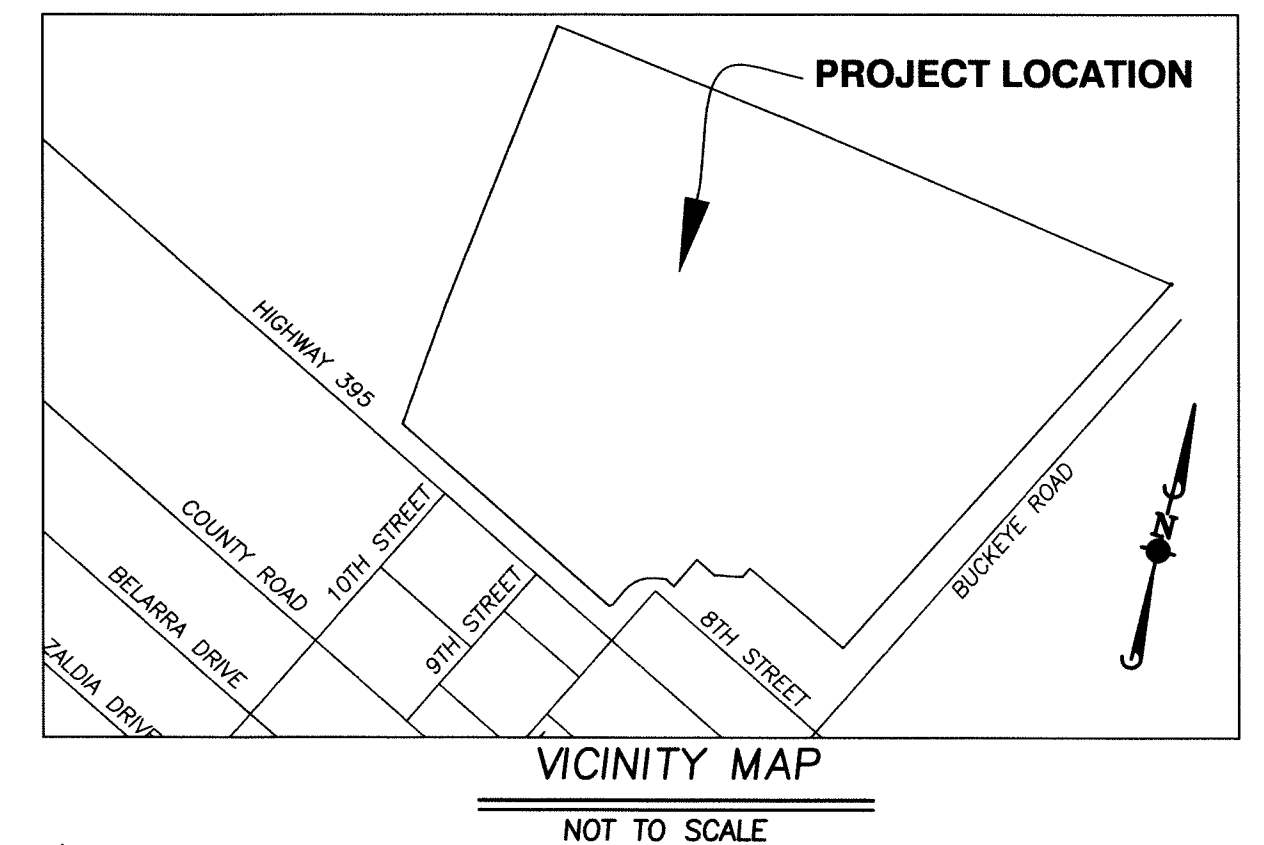 PROJECT LOCATION
HIGHWAY 395
COUNTY ROAD
10TH STREET
BELARRA DRIVE
9TH STREET
8TH STREET
BUCKEYE ROAD
N
ZALDIA DRIVE
VICINITY MAP
NOT TO SCALE